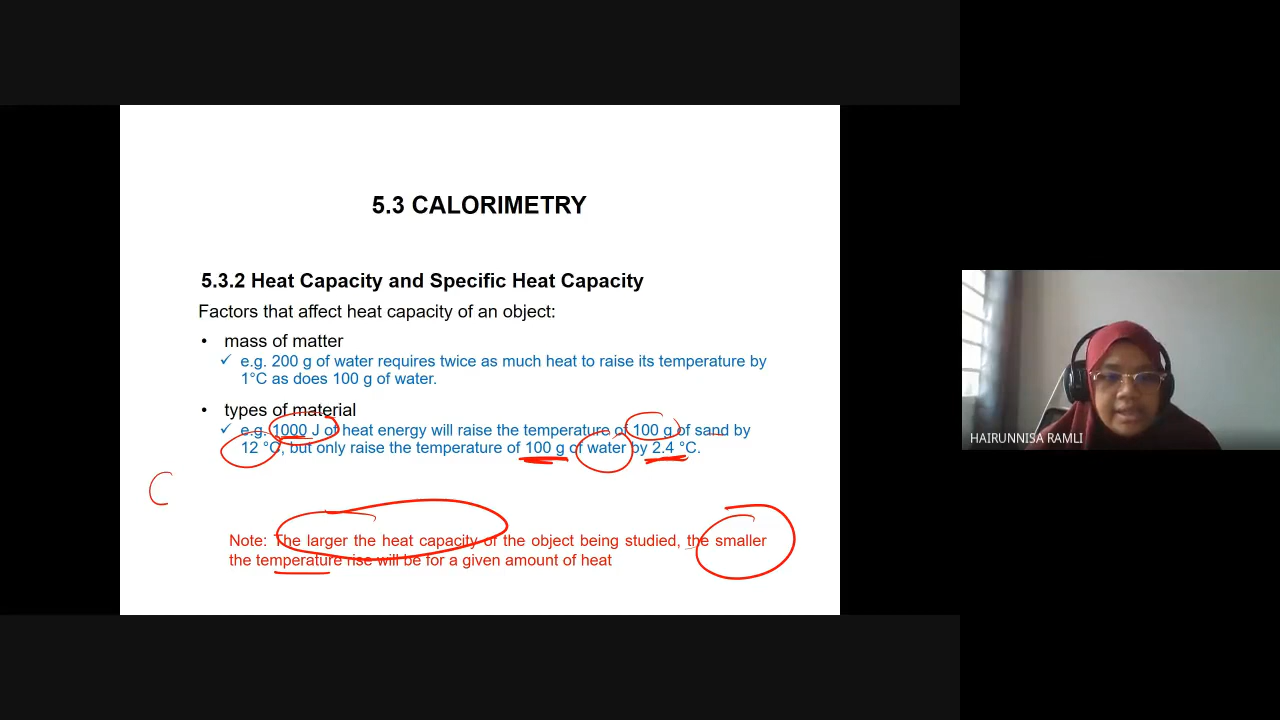 5.3 CALORIMETRY
5.3.2 Heat Capacity and Specific Heat Capacity
Factors that affect heat capacity of an object:
• mass of matter
✓ e.g. 200 g of water requires twice as much heat to raise its temperature by
1°C as does 100 g of water.
• types of material
✓ e.g. 1000 J of heat energy will raise the temperature of 100 g of sand by
12 °C, but only raise the temperature of 100 g of water by 2.4 °C.
C
Note: The larger the heat capacity of the object being studied, the smaller
the temperature rise will be for a given amount of heat
HAIRUNNISA RAMLI